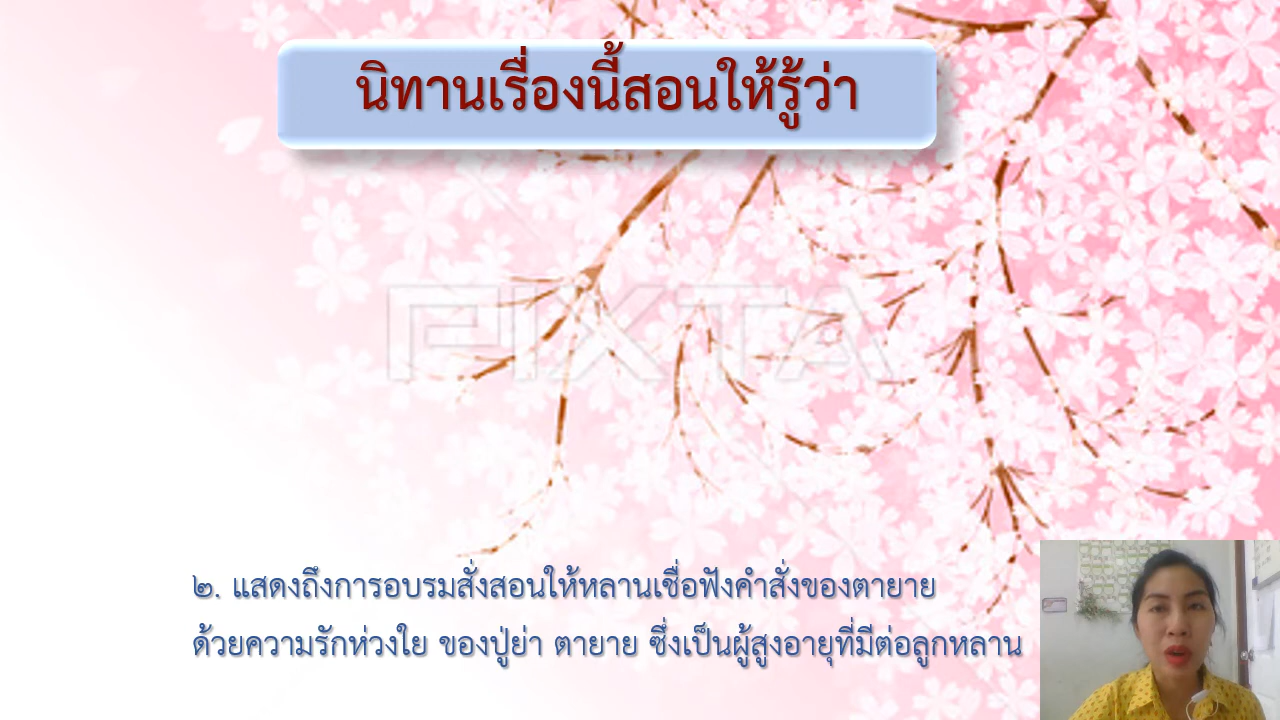 นิทานเรื่องนี้สอนให้รู้ว่า
PIXTA
๒. แสดงถึงการอบรมสั่งสอนให้หลานเชื่อฟังคำสั่งของตายาย
ด้วยความรักห่วงใย ของปู่ย่า ตายาย ซึ่งเป็นผู้สูงอายุที่มีต่อลูกหลาน